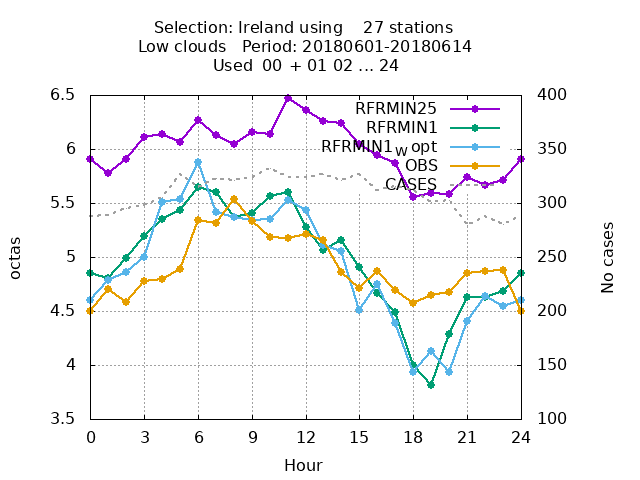 Selection: Ireland using    27 stations
Low clouds   Period: 20180601-20180614
Used  00 + 01 02 ... 24
6.5 400
RFRMIN25
RFRMIN1
6 RFRMIN1w opt 350
OBS
CASES
5.5 300
5 250
octas No cases
4.5 200
4 150
3.5 100
0 3 6 9 12 15 18 21 24
Hour